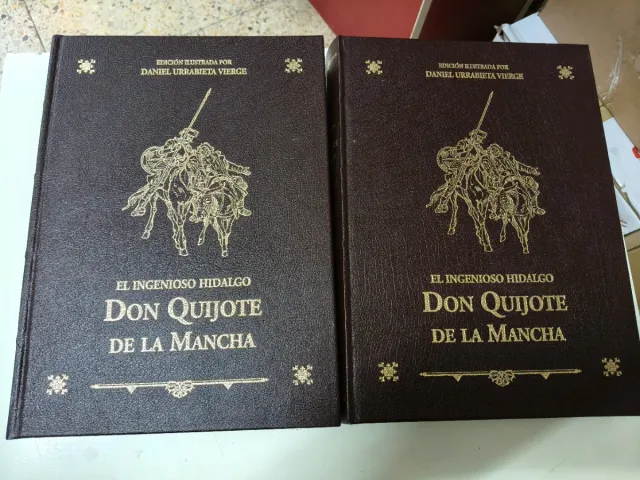 EDICIÓN ILUSTRADA POR
DANIEL URRABIETA VIERGE
EL INGENIOSO HIDALGO
DON QUIJOTE
DE LA MANCHA
EDICIÓN ILUSTRADA POR
DANIEL URRABIETA VIERGE
EL INGENIOSO HIDALGO
DON QUIJOTE
DE LA MANCHA